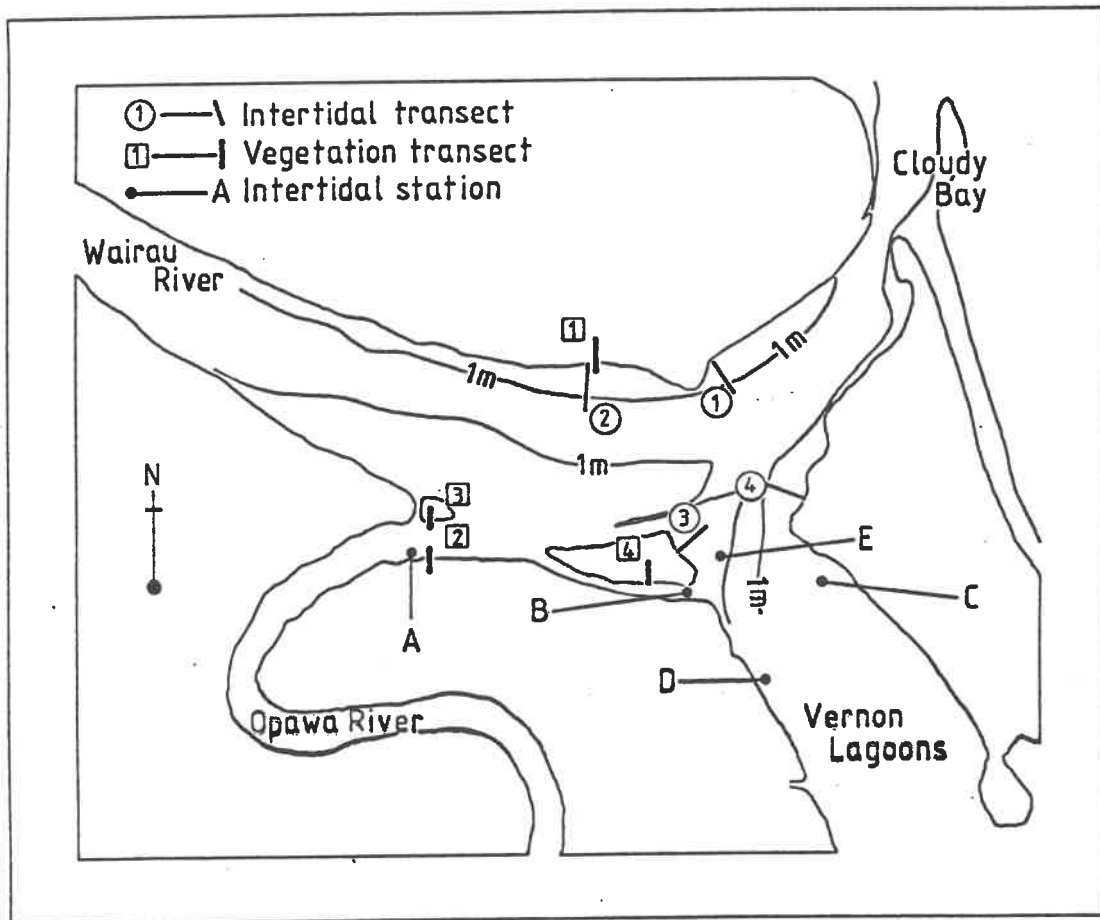 ① Intertidal transect
1 Vegetation transect
A Intertidal station
Cloudy
Bay
Wairau
River
1
1m
1m
②
①
1m
N
3
④
③
2
4
E
1m
C
B
A
D
Opawa River
Vernon
Lagoons